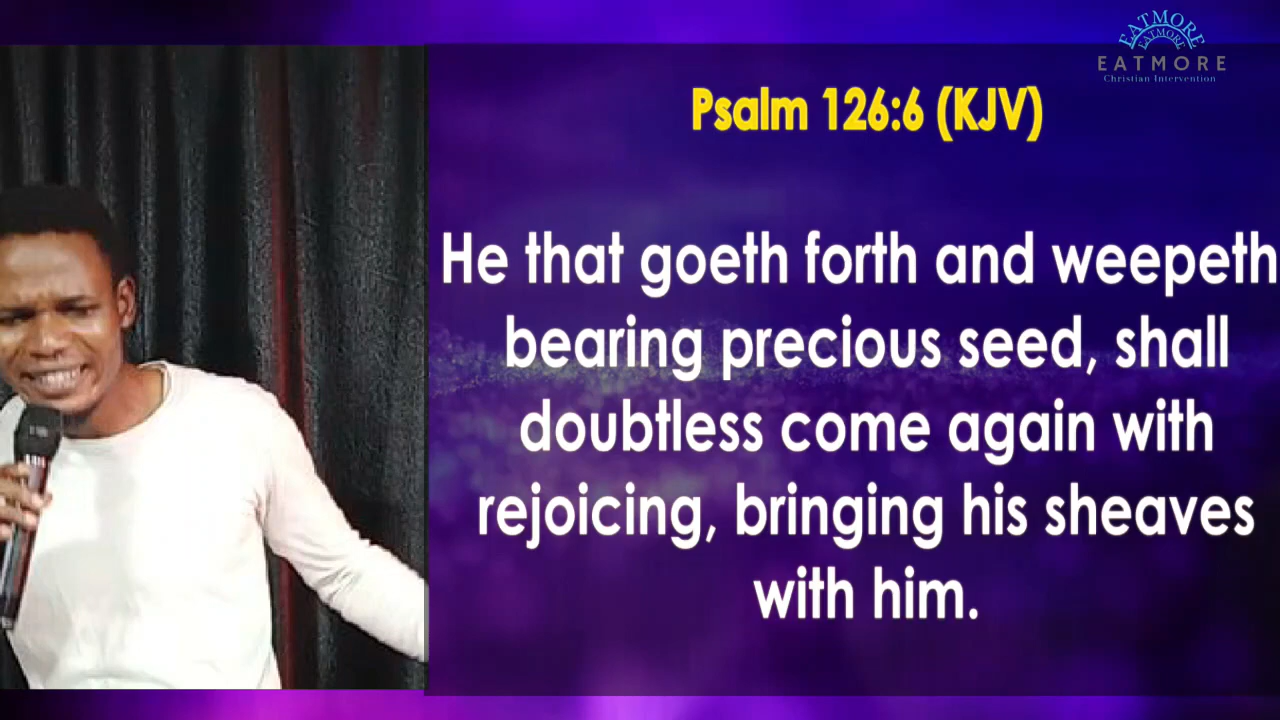 EATMORE
EATMORE
EATMORE
Christian Intervention
Psalm 126:6 (KJV)
He that goeth forth and weepeth
bearing precious seed, shall
doubtless come again with
rejoicing, bringing his sheaves
with him.